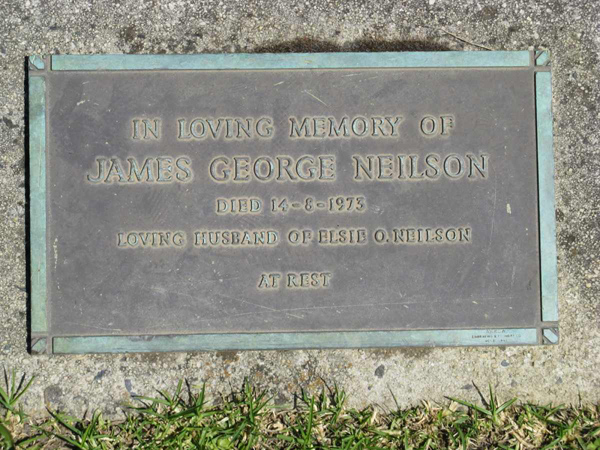 IN LOVING MEMORY OF
JAMES GEORGE NEILSON
DIED 14-8-1973
LOVING HUSBAND OF ELSIE O. NEILSON
AT REST